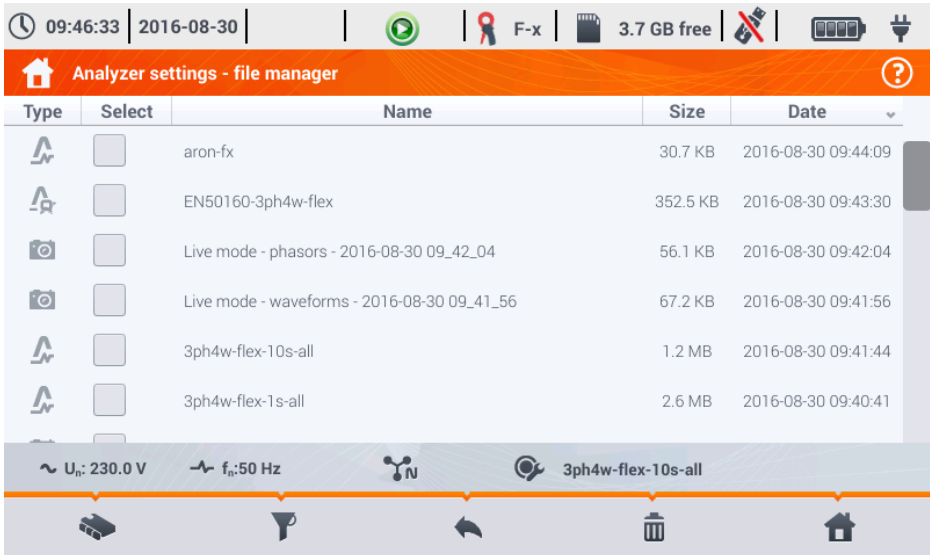 09:46:33 2016-08-30 F-x 3.7 GB free
Analyzer settings - file manager ?
Type Select Name Size Date
aron-fx 30.7 KB 2016-08-30 09:44:09
EN50160-3ph4w-flex 352.5 KB 2016-08-30 09:43:30
Live mode - phasors - 2016-08-30 09_42_04 56.1 KB 2016-08-30 09:42:04
Live mode - waveforms - 2016-08-30 09_41_56 67.2 KB 2016-08-30 09:41:56
3ph4w-flex-10s-all 1.2 MB 2016-08-30 09:41:44
3ph4w-flex-1s-all 2.6 MB 2016-08-30 09:40:41
Un: 230.0 V fn:50 Hz N 3ph4w-flex-10s-all